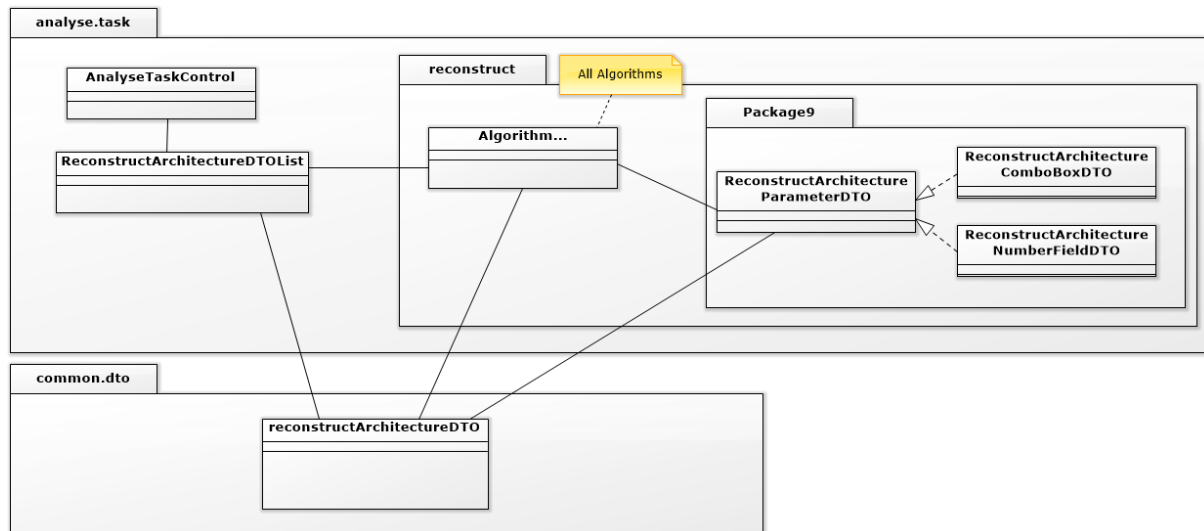 analyse.task
AnalyseTaskControl
ReconstructArchitectureDTOList
reconstruct
All Algorithms
Algorithm...
Package9
ReconstructArchitecture
ParameterDTO
ReconstructArchitecture
ComboBoxDTO
ReconstructArchitecture
NumberFieldDTO
common.dto
reconstructArchitectureDTO